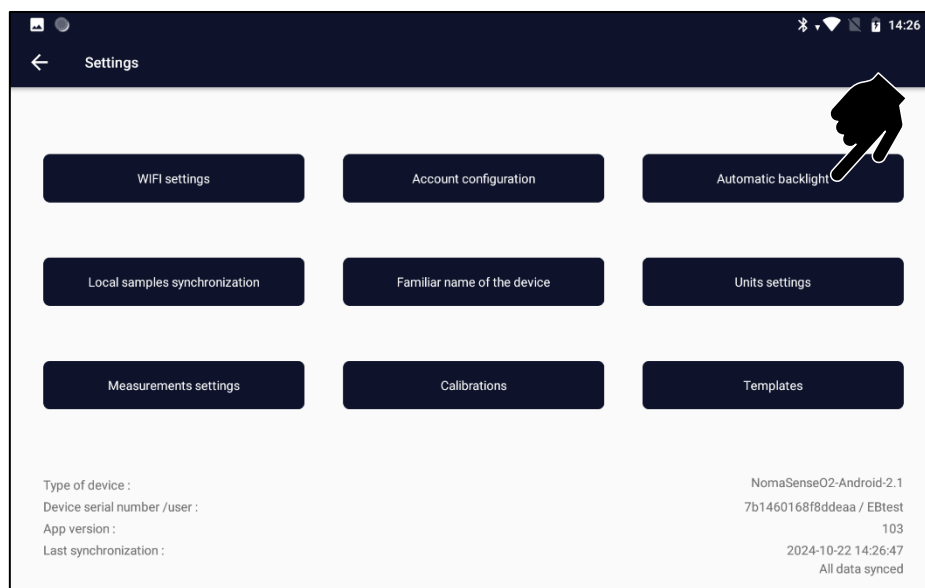 14:26
Settings
WIFI settings
Account configuration
Automatic backlight
Local samples synchronization
Familiar name of the device
Units settings
Measurements settings
Calibrations
Templates
Type of device : NomaSenseO2-Android-2.1
Device serial number /user : 7b1460168f8ddeaa / EBtest
App version : 103
Last synchronization : 2024-10-22 14:26:47
All data synced